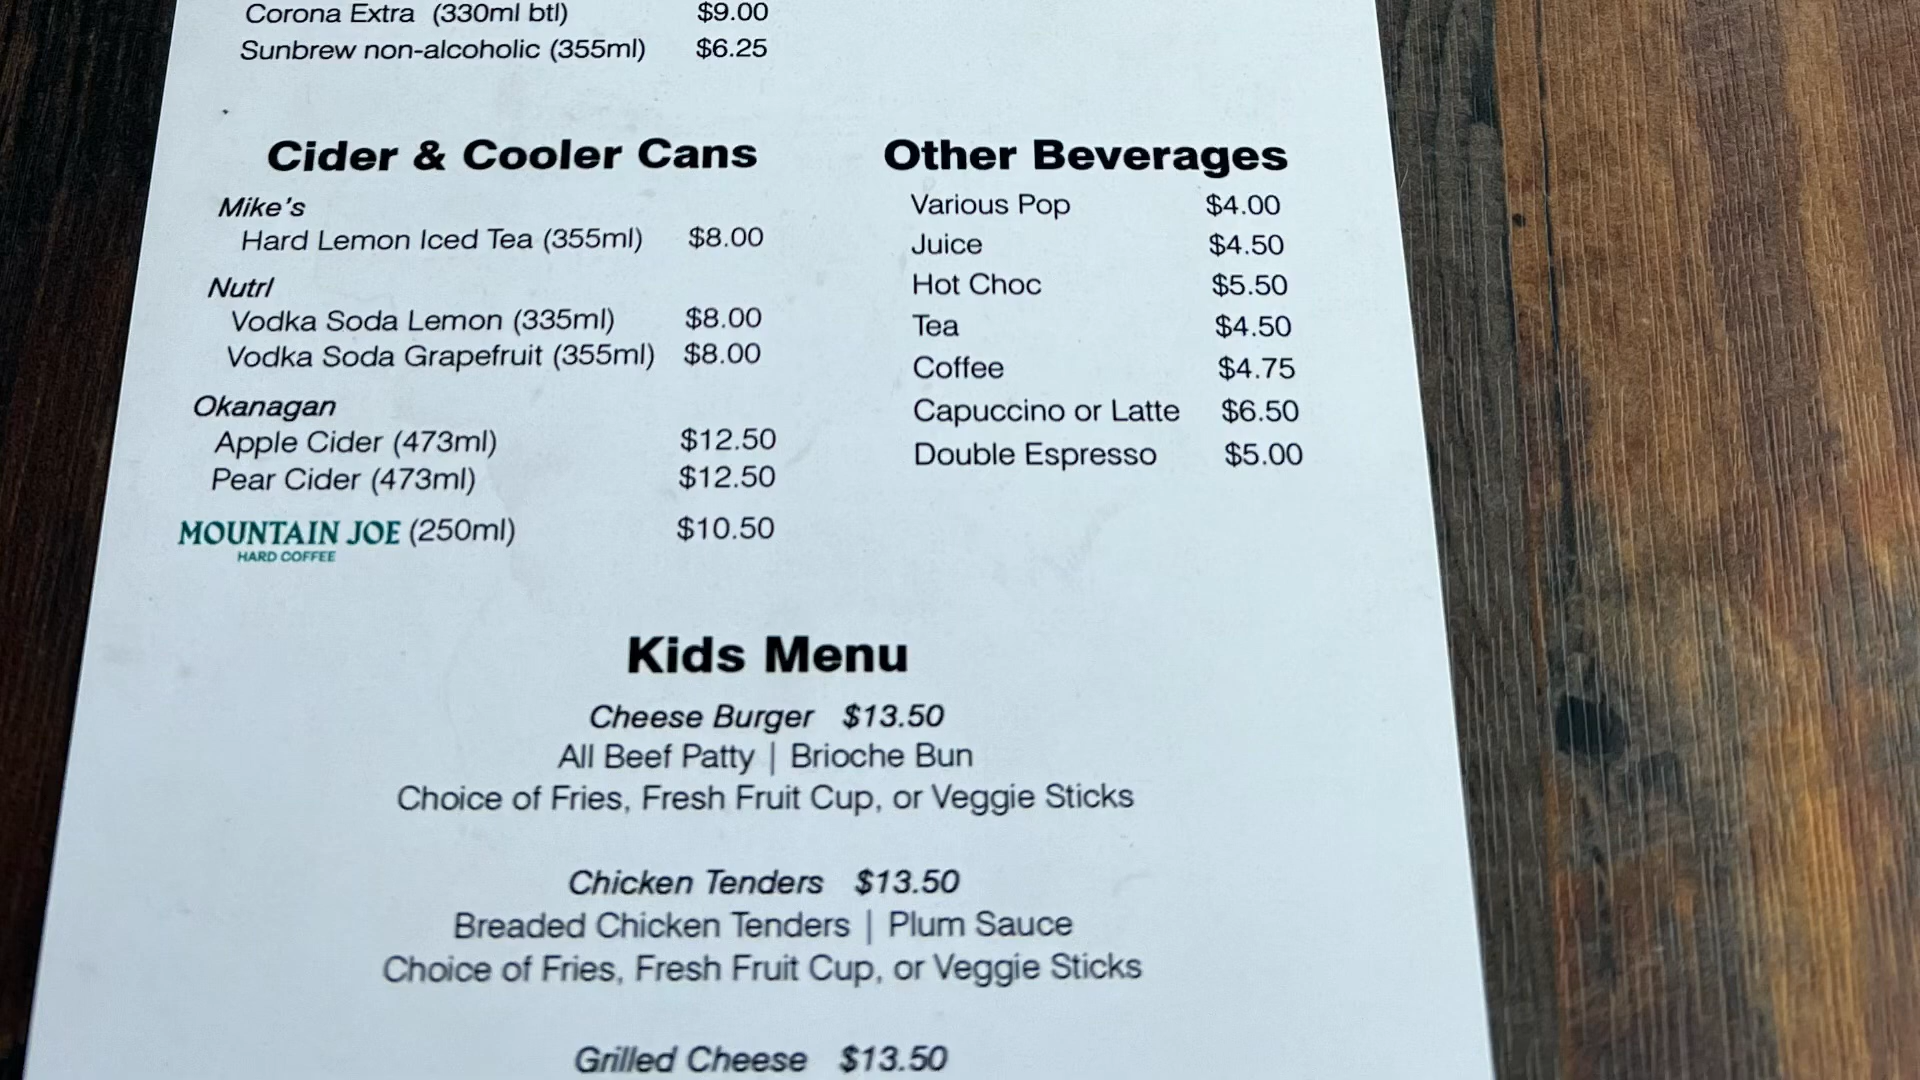 Corona Extra (330ml btl) $9.00
Sunbrew non-alcoholic (355ml) $6.25
Cider & Cooler Cans
Mike's
Hard Lemon Iced Tea (355ml) $8.00
Nutrl
Vodka Soda Lemon (335ml) $8.00
Vodka Soda Grapefruit (355ml) $8.00
Okanagan
Apple Cider (473ml) $12.50
Pear Cider (473ml) $12.50
MOUNTAIN JOE (250ml) $10.50
HARD COFFEE
Other Beverages
Various Pop $4.00
Juice $4.50
Hot Choc $5.50
Tea $4.50
Coffee $4.75
Capuccino or Latte $6.50
Double Espresso $5.00
Kids Menu
Cheese Burger $13.50
All Beef Patty | Brioche Bun
Choice of Fries, Fresh Fruit Cup, or Veggie Sticks
Chicken Tenders $13.50
Breaded Chicken Tenders | Plum Sauce
Choice of Fries, Fresh Fruit Cup, or Veggie Sticks
Grilled Cheese $13.50